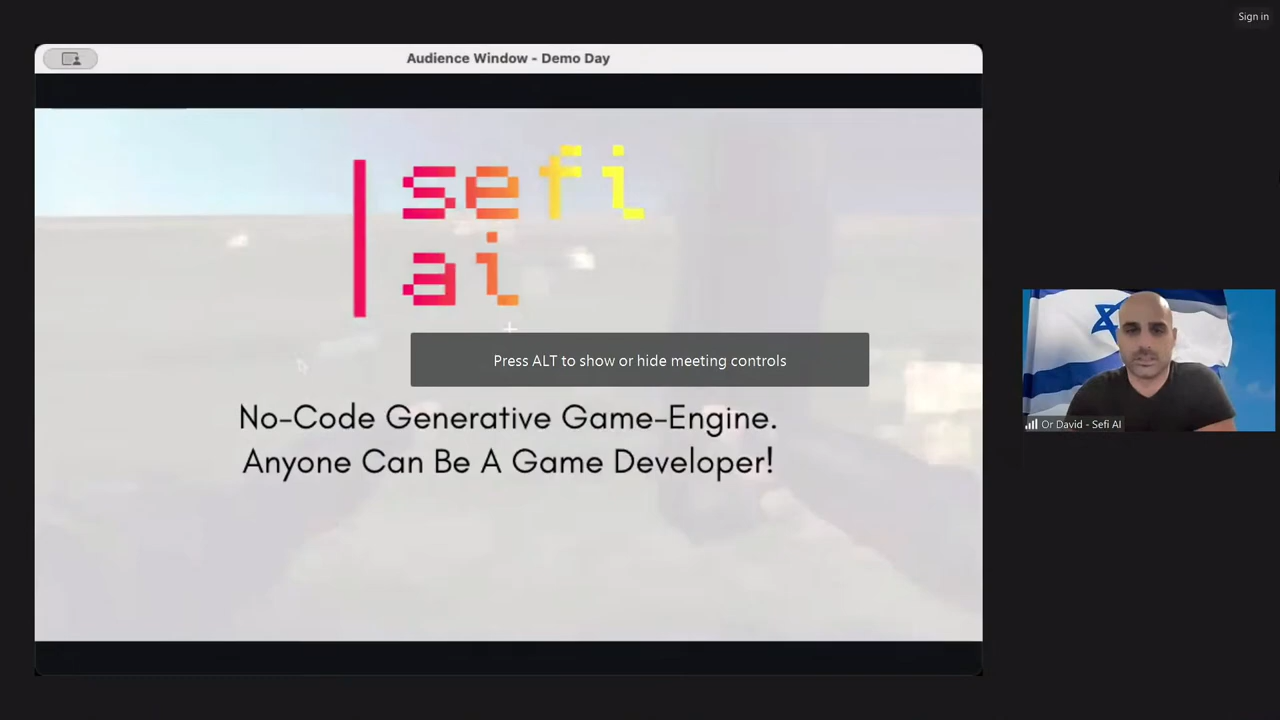 Sign in
Audience Window - Demo Day
sefi
ai
Press ALT to show or hide meeting controls
No-Code Generative Game-Engine.
Anyone Can Be A Game Developer!
Or David - Sefi AI